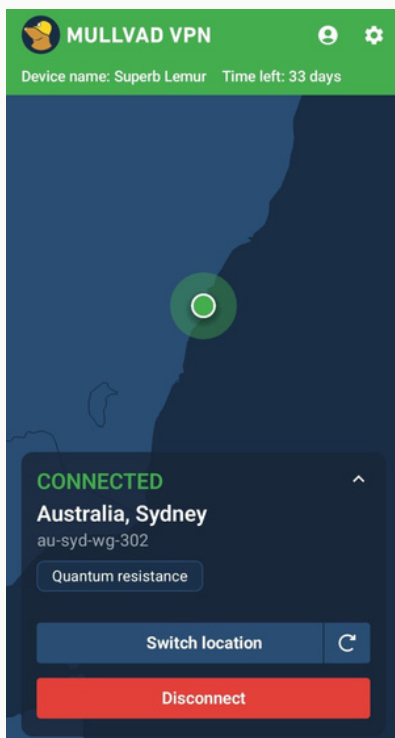 MULLVAD VPN
Device name: Superb Lemur Time left: 33 days
CONNECTED
Australia, Sydney
au-syd-wg-302
Quantum resistance
Switch location
Disconnect